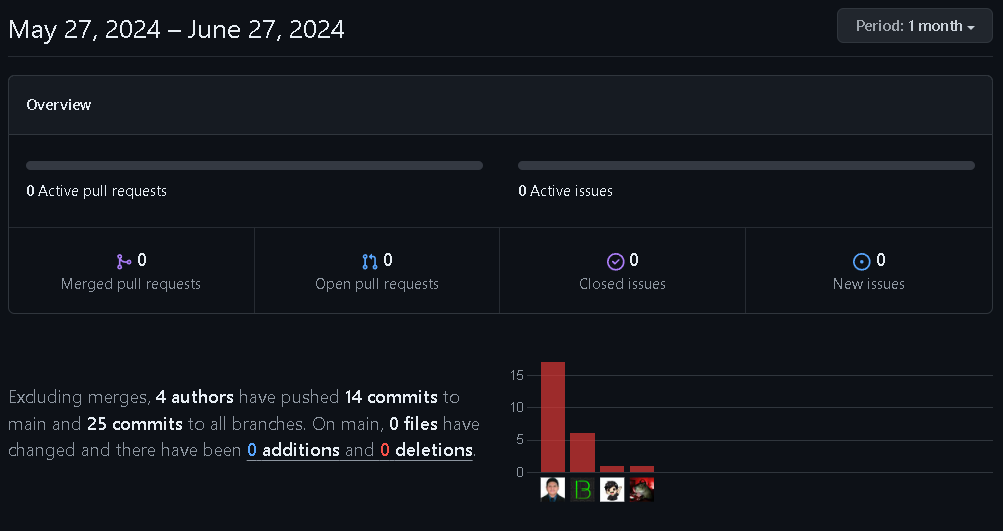 May 27, 2024 – June 27, 2024
Period: 1 month
Overview
0 Active pull requests
0 Active issues
0
Merged pull requests
0
Open pull requests
0
Closed issues
0
New issues
Excluding merges, 4 authors have pushed 14 commits to
main and 25 commits to all branches. On main, 0 files have
changed and there have been 0 additions and 0 deletions.
15
10
5
0
B